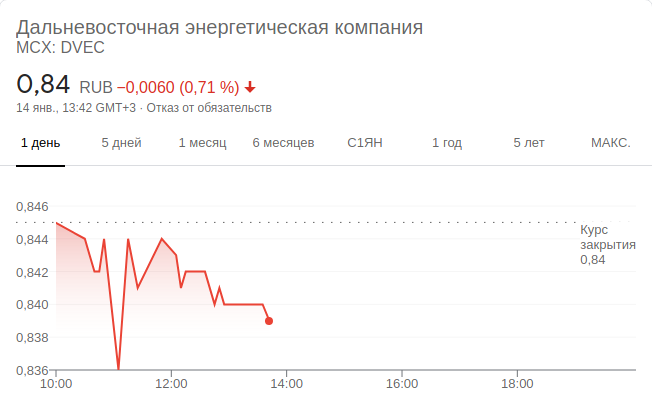 Дальневосточная энергетическая компания
MCX: DVEC
0,84 RUB −0,0060 (0,71 %)
14 янв., 13:42 GMT+3 · Отказ от обязательств
1 день 5 дней 1 месяц 6 месяцев С1ЯН 1 год 5 лет МАКС.
0,846
Курс
закрытия
0,84
0,844
0,842
0,840
0,838
0,836
10:00 12:00 14:00 16:00 18:00